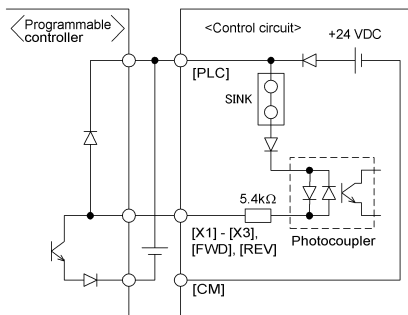 Programmable
controller
<Control circuit>
+24 VDC
[PLC]
SINK
5.4kΩ
[X1] - [X3],
[FWD], [REV]
Photocoupler
[CM]